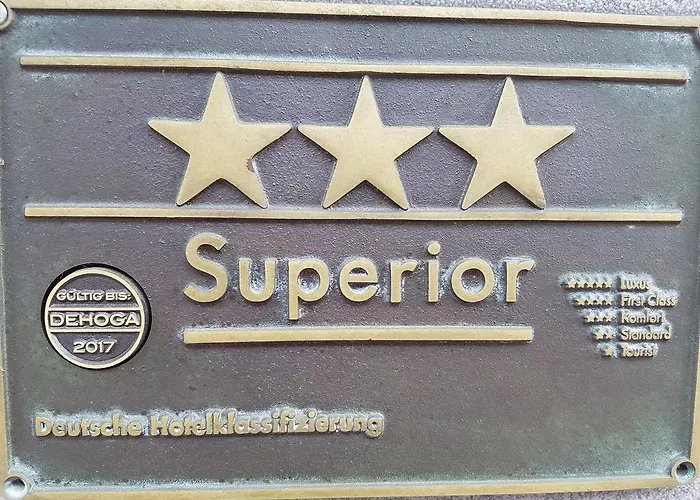 Superior
GÜLTIG BIS:
DEHOGA
2017
★★★★★ Luxus
★★★★ First Class
★★★ Komfort
★★ Standard
★ Tourist
Deutsche Hotelklassifizierung